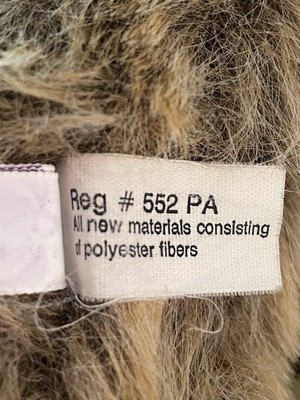 Reg # 552 PA
All new materials consisting
of polyester fibers